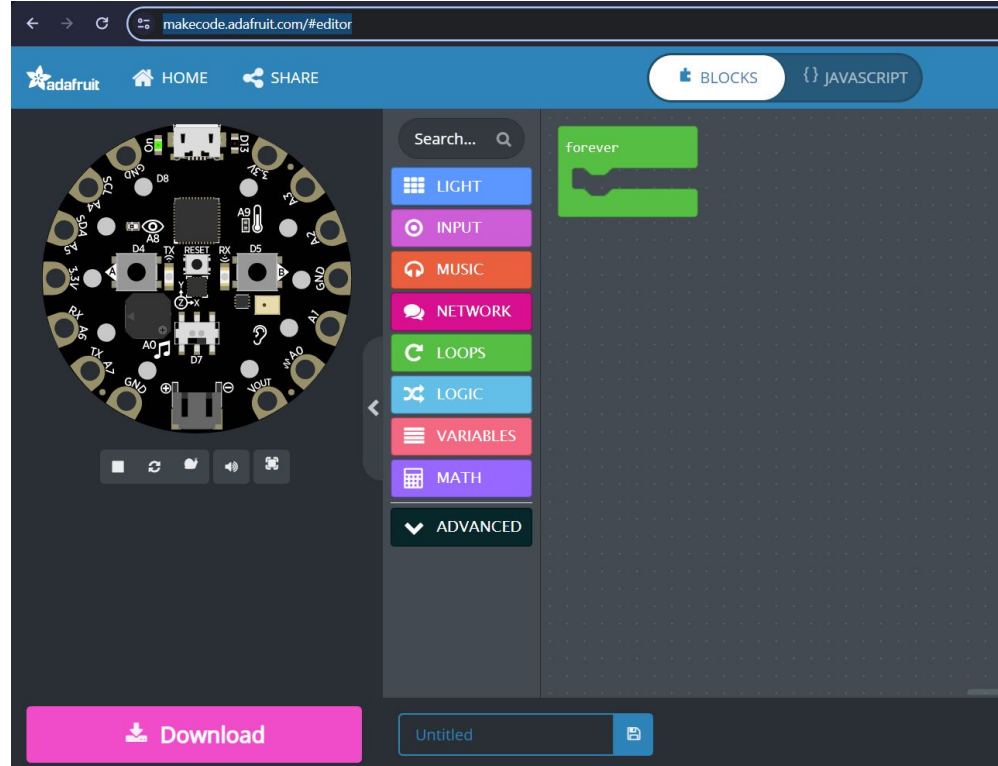 makecode.adafruit.com/#editor
adafruit
HOME
SHARE
BLOCKS
{} JAVASCRIPT
On
D13
GND
D8
3.3V
SCL A4
A3
A9
SDA A5
A8
A2
D4
TX
RESET
RX
D5
3.3V
A
B
GND
Y
Z
X
RX A6
A1
A0
D7
TX A7
A0
GND
VOUT
Search...
LIGHT
INPUT
MUSIC
NETWORK
LOOPS
LOGIC
VARIABLES
MATH
ADVANCED
forever
Download
Untitled